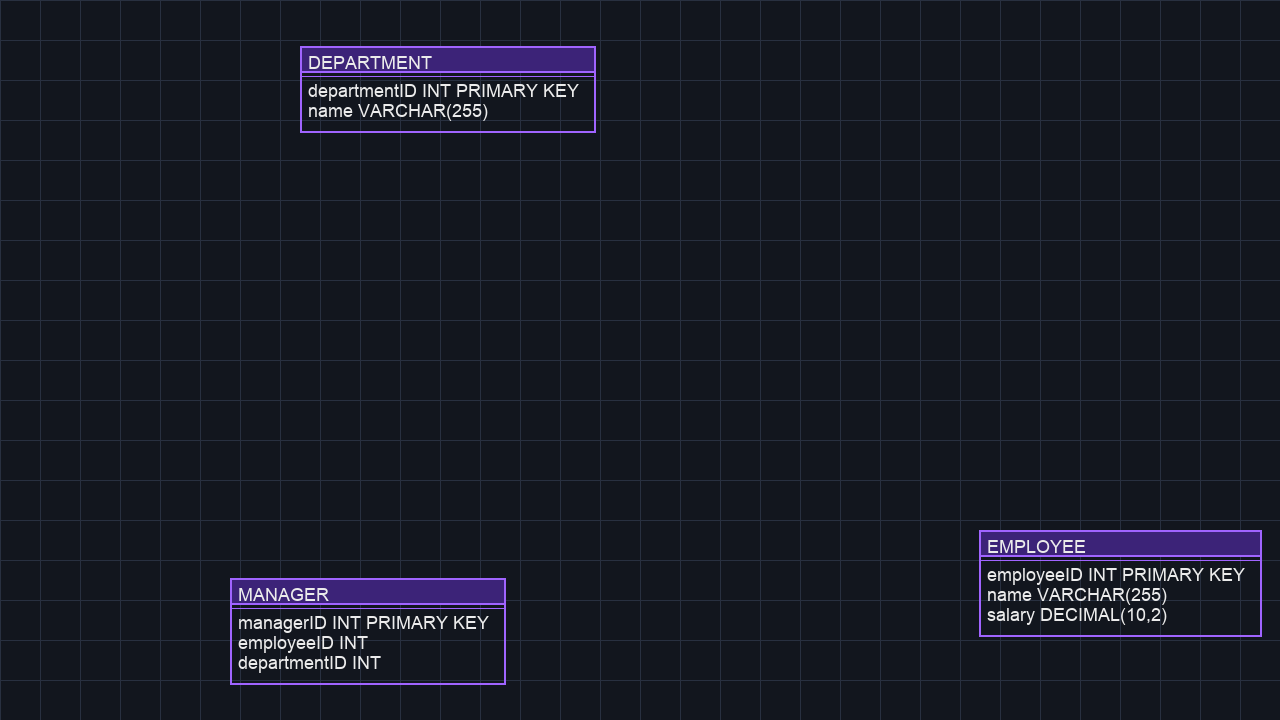 DEPARTMENT
departmentID INT PRIMARY KEY
name VARCHAR(255)
MANAGER
managerID INT PRIMARY KEY
employeeID INT
departmentID INT
EMPLOYEE
employeeID INT PRIMARY KEY
name VARCHAR(255)
salary DECIMAL(10,2)